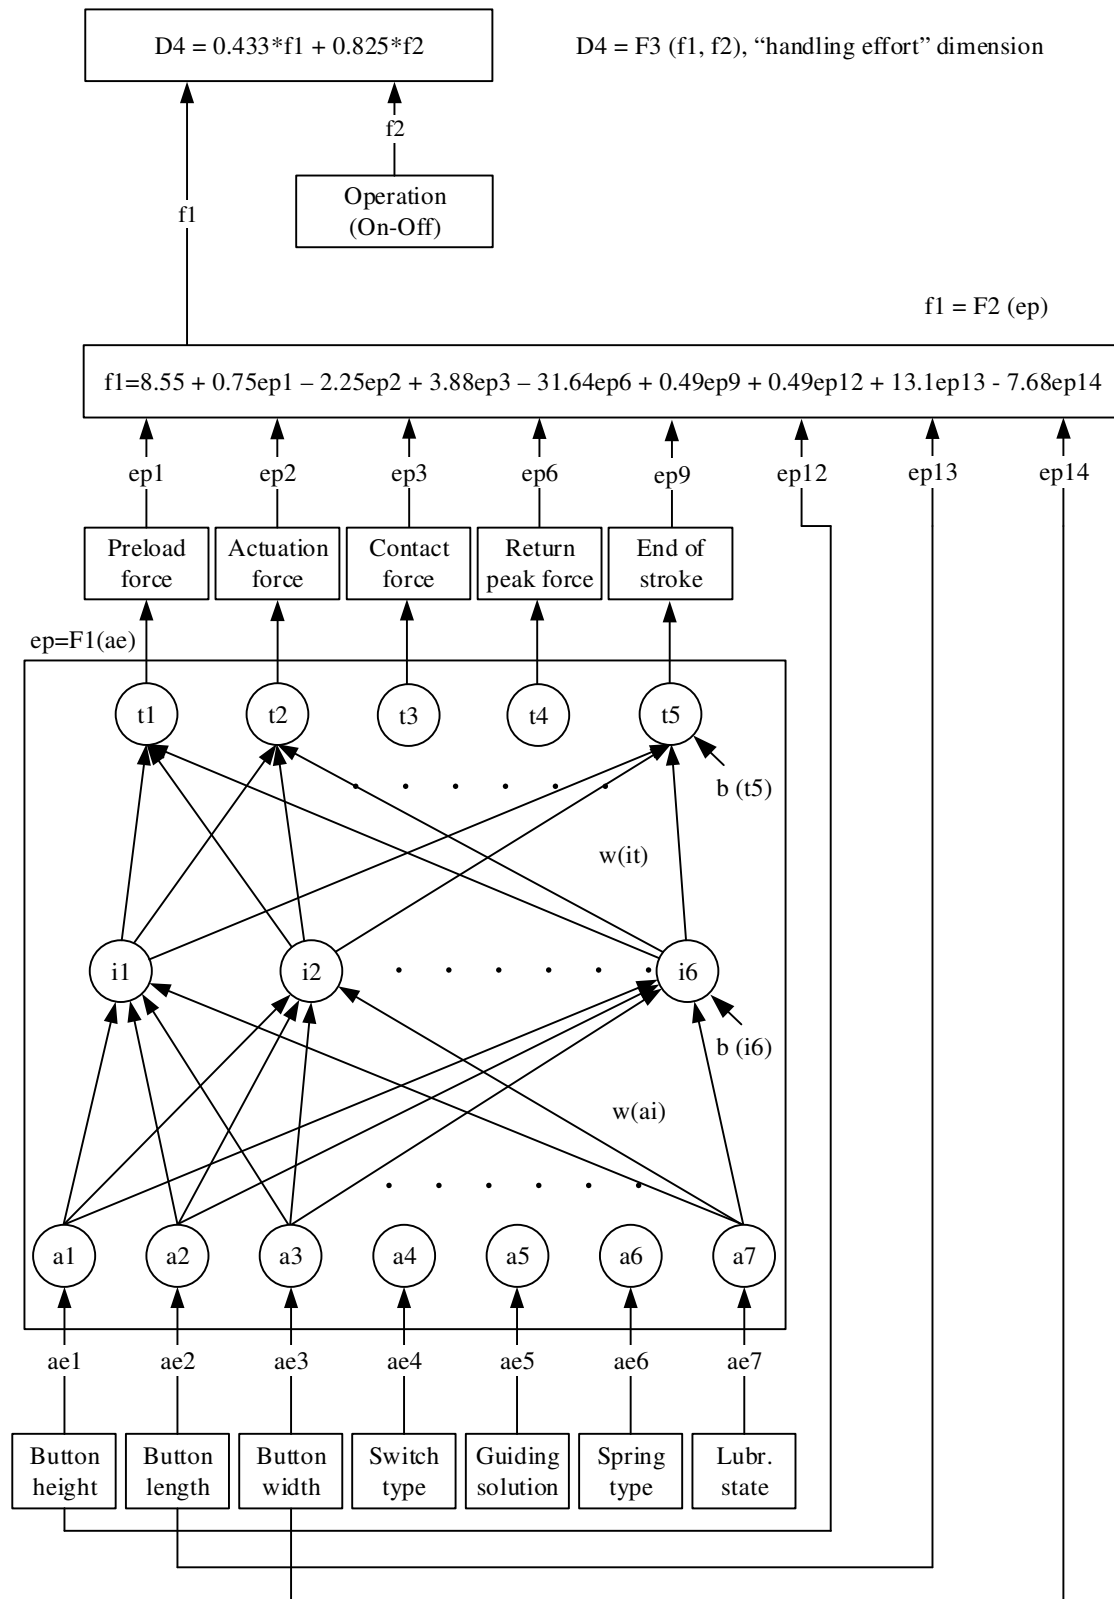 D4 = 0.433*f1 + 0.825*f2
D4 = F3 (f1, f2), “handling effort” dimension
f2
Operation
(On-Off)
f1
f1 = F2 (ep)
f1=8.55 + 0.75ep1 – 2.25ep2 + 3.88ep3 – 31.64ep6 + 0.49ep9 + 0.49ep12 + 13.1ep13 - 7.68ep14
ep1 ep2 ep3 ep6 ep9 ep12 ep13 ep14
Preload
force
Actuation
force
Contact
force
Return
peak force
End of
stroke
ep=F1(ae)
t1 t2 t3 t4 t5
b (t5)
w(it)
i1 i2 i6
b (i6)
w(ai)
a1 a2 a3 a4 a5 a6 a7
ae1 ae2 ae3 ae4 ae5 ae6 ae7
Button
height
Button
length
Button
width
Switch
type
Guiding
solution
Spring
type
Lubr.
state